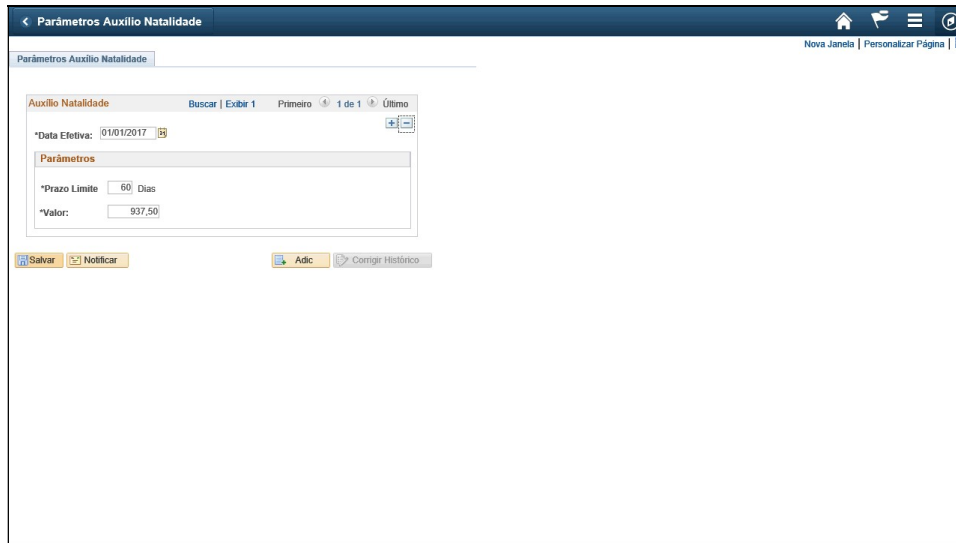 Parâmetros Auxílio Natalidade
Nova Janela | Personalizar Página |
Parâmetros Auxílio Natalidade
Auxílio Natalidade Buscar | Exibir 1 Primeiro 1 de 1 Último
*Data Efetiva: 01/01/2017
Parâmetros
*Prazo Limite 60 Dias
*Valor: 937,50
Salvar Notificar Adic Corrigir Histórico